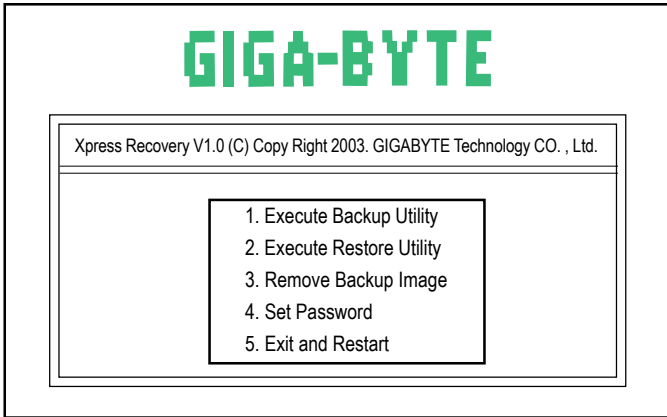 GIGA-BYTE
Xpress Recovery V1.0 (C) Copy Right 2003. GIGABYTE Technology CO. , Ltd.
1. Execute Backup Utility
2. Execute Restore Utility
3. Remove Backup Image
4. Set Password
5. Exit and Restart